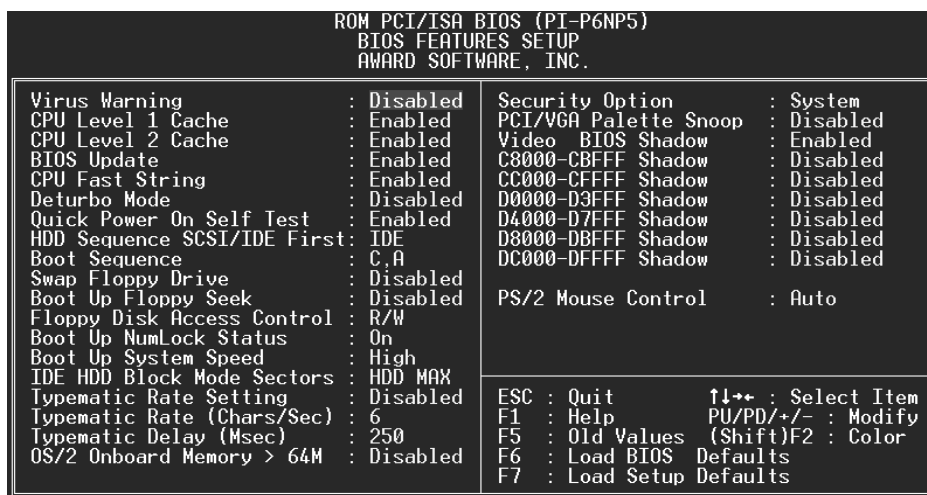 ROM PCI/ISA BIOS (PI-P6NP5)
BIOS FEATURES SETUP
AWARD SOFTWARE, INC.
Virus Warning : Disabled
CPU Level 1 Cache : Enabled
CPU Level 2 Cache : Enabled
BIOS Update : Enabled
CPU Fast String : Enabled
Deturbo Mode : Disabled
Quick Power On Self Test : Enabled
HDD Sequence SCSI/IDE First: IDE
Boot Sequence : C,A
Swap Floppy Drive : Disabled
Boot Up Floppy Seek : Disabled
Floppy Disk Access Control : R/W
Boot Up NumLock Status : On
Boot Up System Speed : High
IDE HDD Block Mode Sectors : HDD MAX
Typematic Rate Setting : Disabled
Typematic Rate (Chars/Sec) : 6
Typematic Delay (Msec) : 250
OS/2 Onboard Memory > 64M : Disabled
Security Option : System
PCI/VGA Palette Snoop : Disabled
Video BIOS Shadow : Enabled
C8000-CBFFF Shadow : Disabled
CC000-CFFFF Shadow : Disabled
D0000-D3FFF Shadow : Disabled
D4000-D7FFF Shadow : Disabled
D8000-DBFFF Shadow : Disabled
DC000-DFFFF Shadow : Disabled
PS/2 Mouse Control : Auto
ESC : Quit ↑↓→← : Select Item
F1 : Help PU/PD/+/- : Modify
F5 : Old Values (Shift)F2 : Color
F6 : Load BIOS Defaults
F7 : Load Setup Defaults